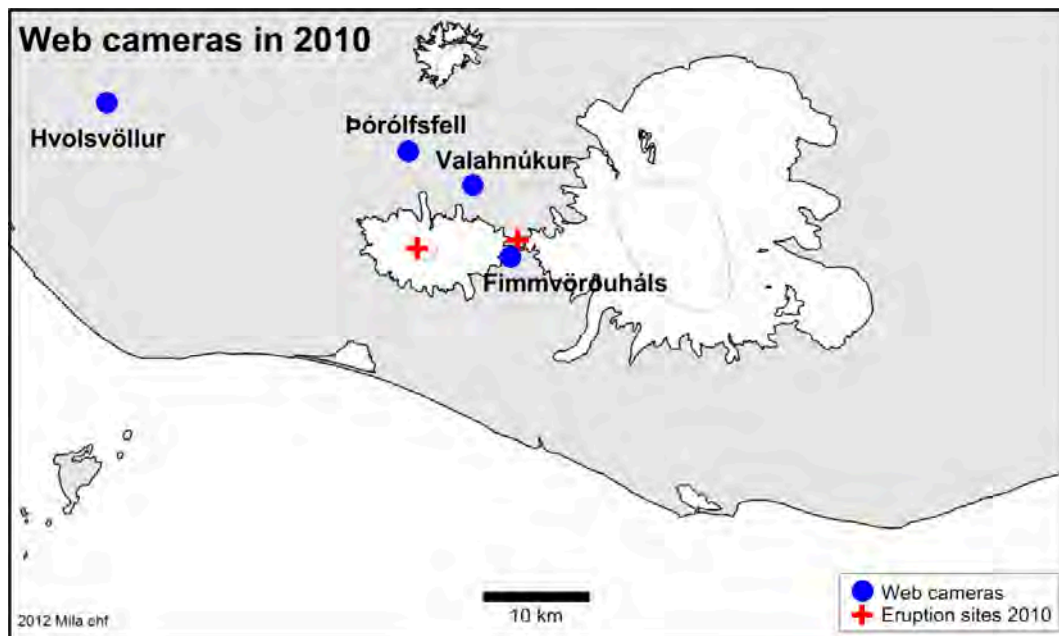 Web cameras in 2010
Hvolsvöllur
Þórólfsfell
Valahnúkur
Fimmvörðuháls
10 km
2012 Mila ehf
Web cameras
Eruption sites 2010